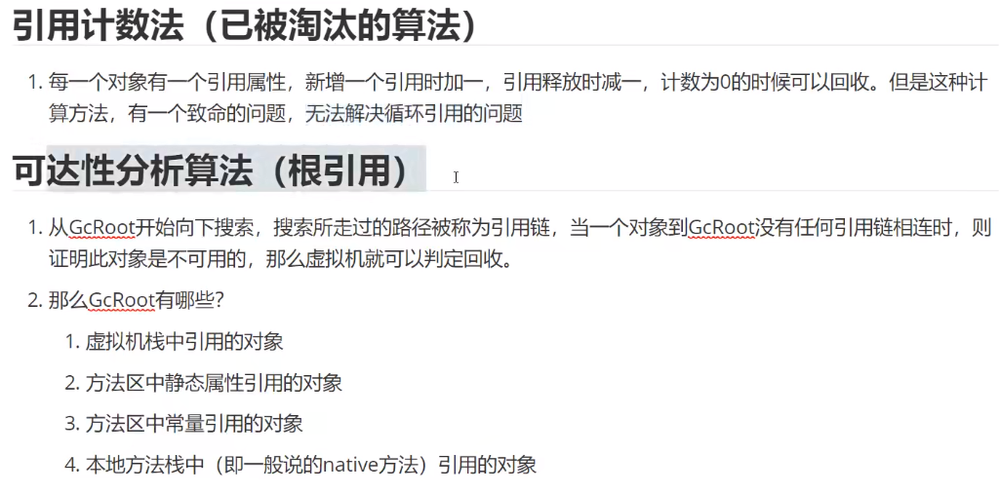 引用计数法（已被淘汰的算法）
1. 每一个对象有一个引用属性，新增一个引用时加一，引用释放时减一，计数为0的时候可以回收。但是这种计
算方法，有一个致命的问题，无法解决循环引用的问题
可达性分析算法（根引用）
1. 从GcRoot开始向下搜索，搜索所走过的路径被称为引用链，当一个对象到GcRoot没有任何引用链相连时，则
证明此对象是不可用的，那么虚拟机就可以判定回收。
2. 那么GcRoot有哪些？
1. 虚拟机栈中引用的对象
2. 方法区中静态属性引用的对象
3. 方法区中常量引用的对象
4. 本地方法栈中（即一般说的native方法）引用的对象